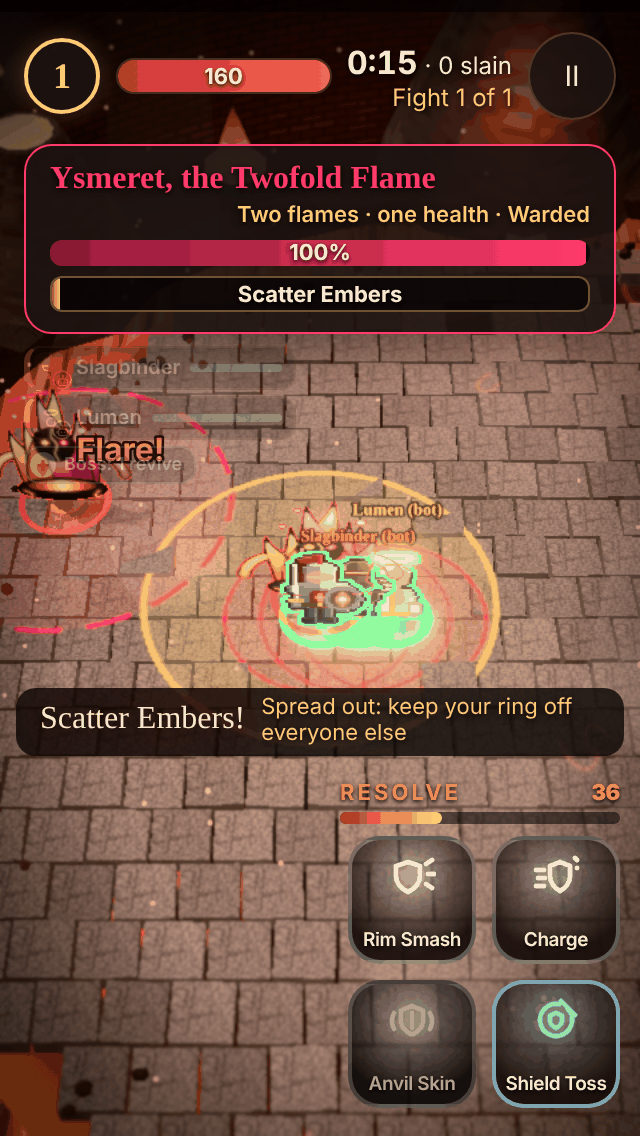 1
160
0:15 · 0 slain
Fight 1 of 1
Ysmeret, the Twofold Flame
Two flames · one health · Warded
100%
Scatter Embers
Slagbinder
Lumen
Flare!
Boss: 1 revive
Lumen (bot)
Slagbinder (bot)
Scatter Embers!
Spread out: keep your ring off
everyone else
RESOLVE 36
Rim Smash
Charge
Anvil Skin
Shield Toss